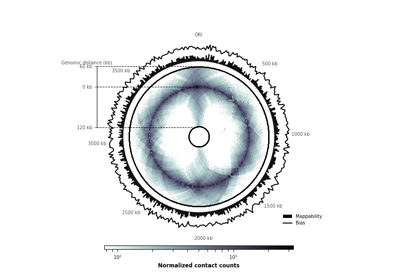 ORI
Genomic distance (kb)
60 kb
3500 kb
500 kb
0 kb
120 kb
1000 kb
3000 kb
2500 kb
1500 kb
Mappability
Bias
2000 kb
10²
10³
Normalized contact counts